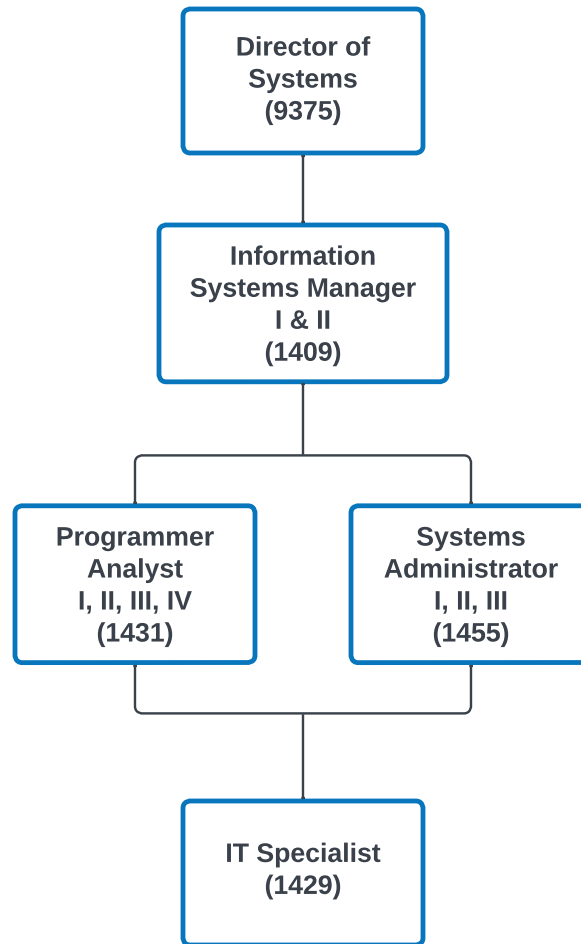 Director of
Systems
(9375)
Information
Systems Manager
I & II
(1409)
Programmer
Analyst
I, II, III, IV
(1431)
Systems
Administrator
I, II, III
(1455)
IT Specialist
(1429)